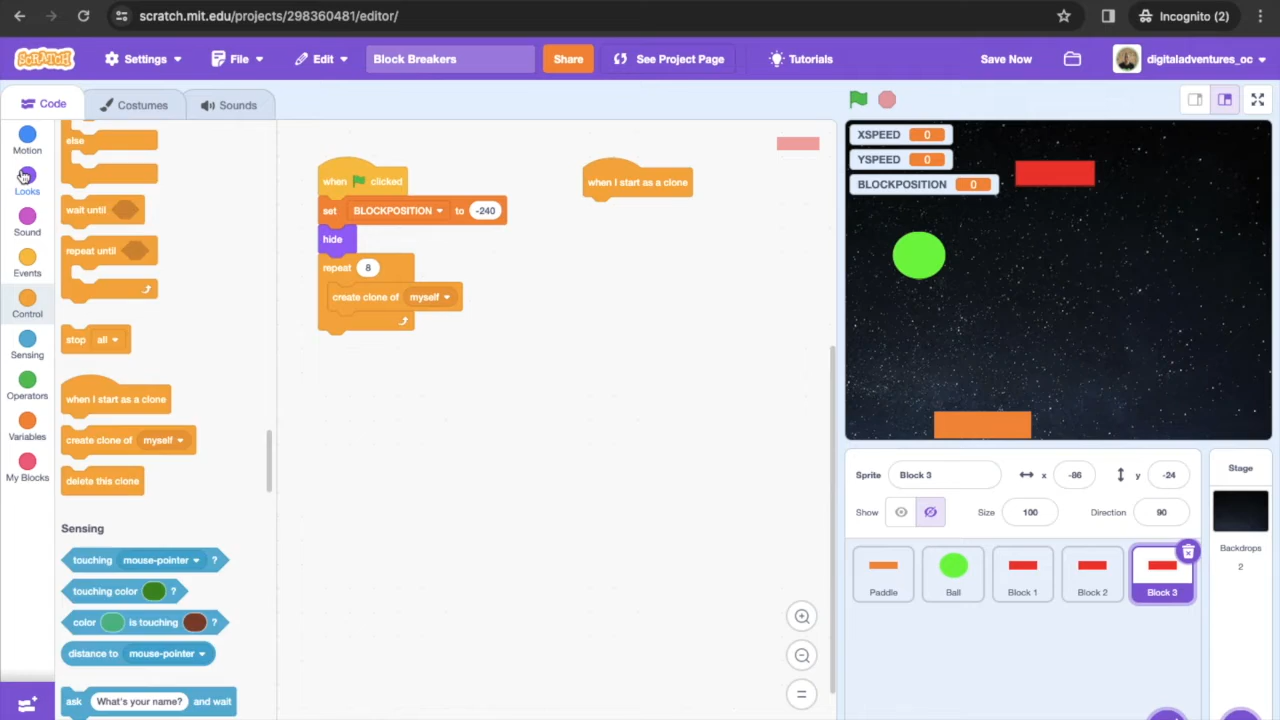 scratch.mit.edu/projects/298360481/editor/
Incognito (2)
SCRATCH
Settings
File
Edit
Block Breakers
Share
See Project Page
Tutorials
Save Now
digitaladventures_oc
Code
Costumes
Sounds
Motion
Looks
Sound
Events
Control
Sensing
Operators
Variables
My Blocks
else
wait until
repeat until
stop all
when I start as a clone
create clone of myself
delete this clone
Sensing
touching mouse-pointer ?
touching color ?
color is touching ?
distance to mouse-pointer
ask What's your name? and wait
when clicked
set BLOCKPOSITION to -240
hide
repeat 8
create clone of myself
when I start as a clone
XSPEED 0
YSPEED 0
BLOCKPOSITION 0
Sprite Block 3 x -86 y -24
Show Size 100 Direction 90
Paddle
Ball
Block 1
Block 2
Block 3
Stage
Backdrops
2